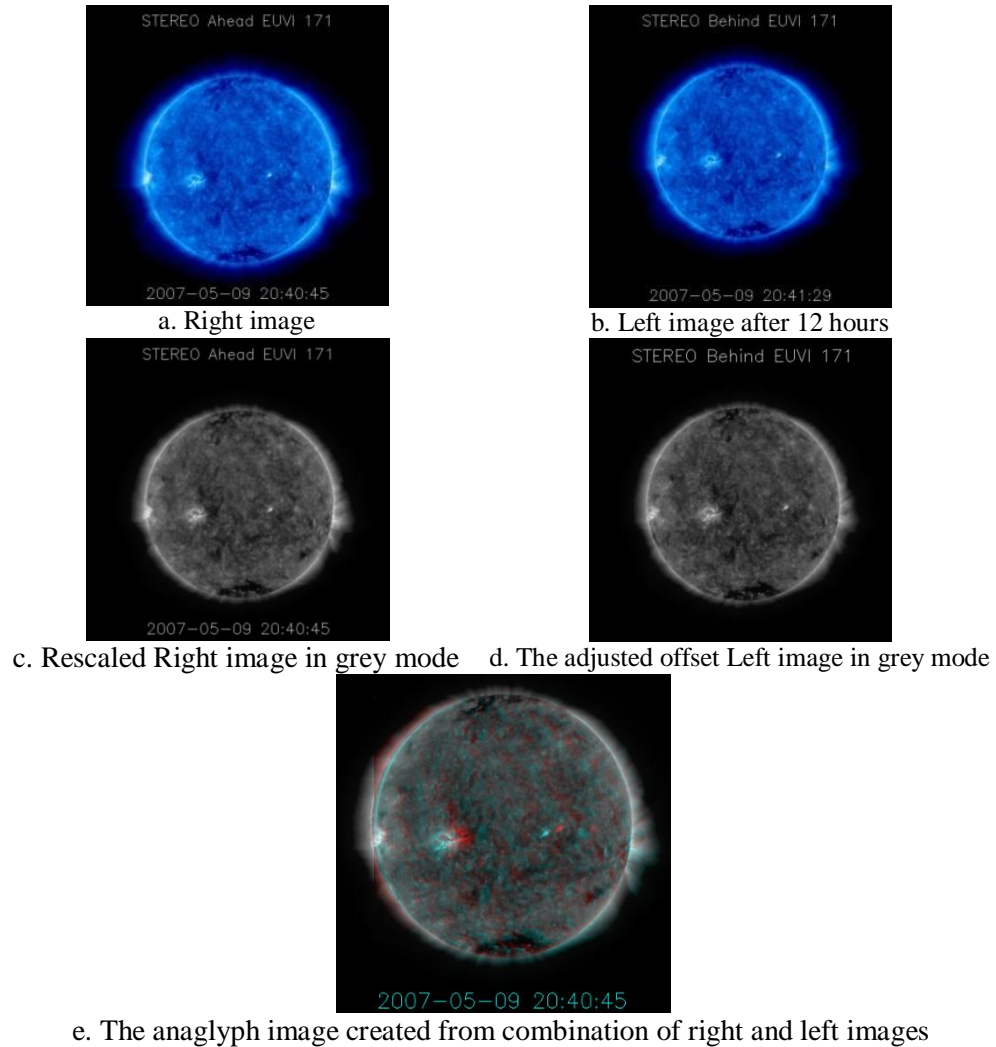 STEREO Ahead EUVI 171
STEREO Behind EUVI 171
2007-05-09 20:40:45
2007-05-09 20:41:29
a. Right image
b. Left image after 12 hours
STEREO Ahead EUVI 171
STEREO Behind EUVI 171
2007-05-09 20:40:45
c. Rescaled Right image in grey mode
d. The adjusted offset Left image in grey mode
2007-05-09 20:40:45
e. The anaglyph image created from combination of right and left images